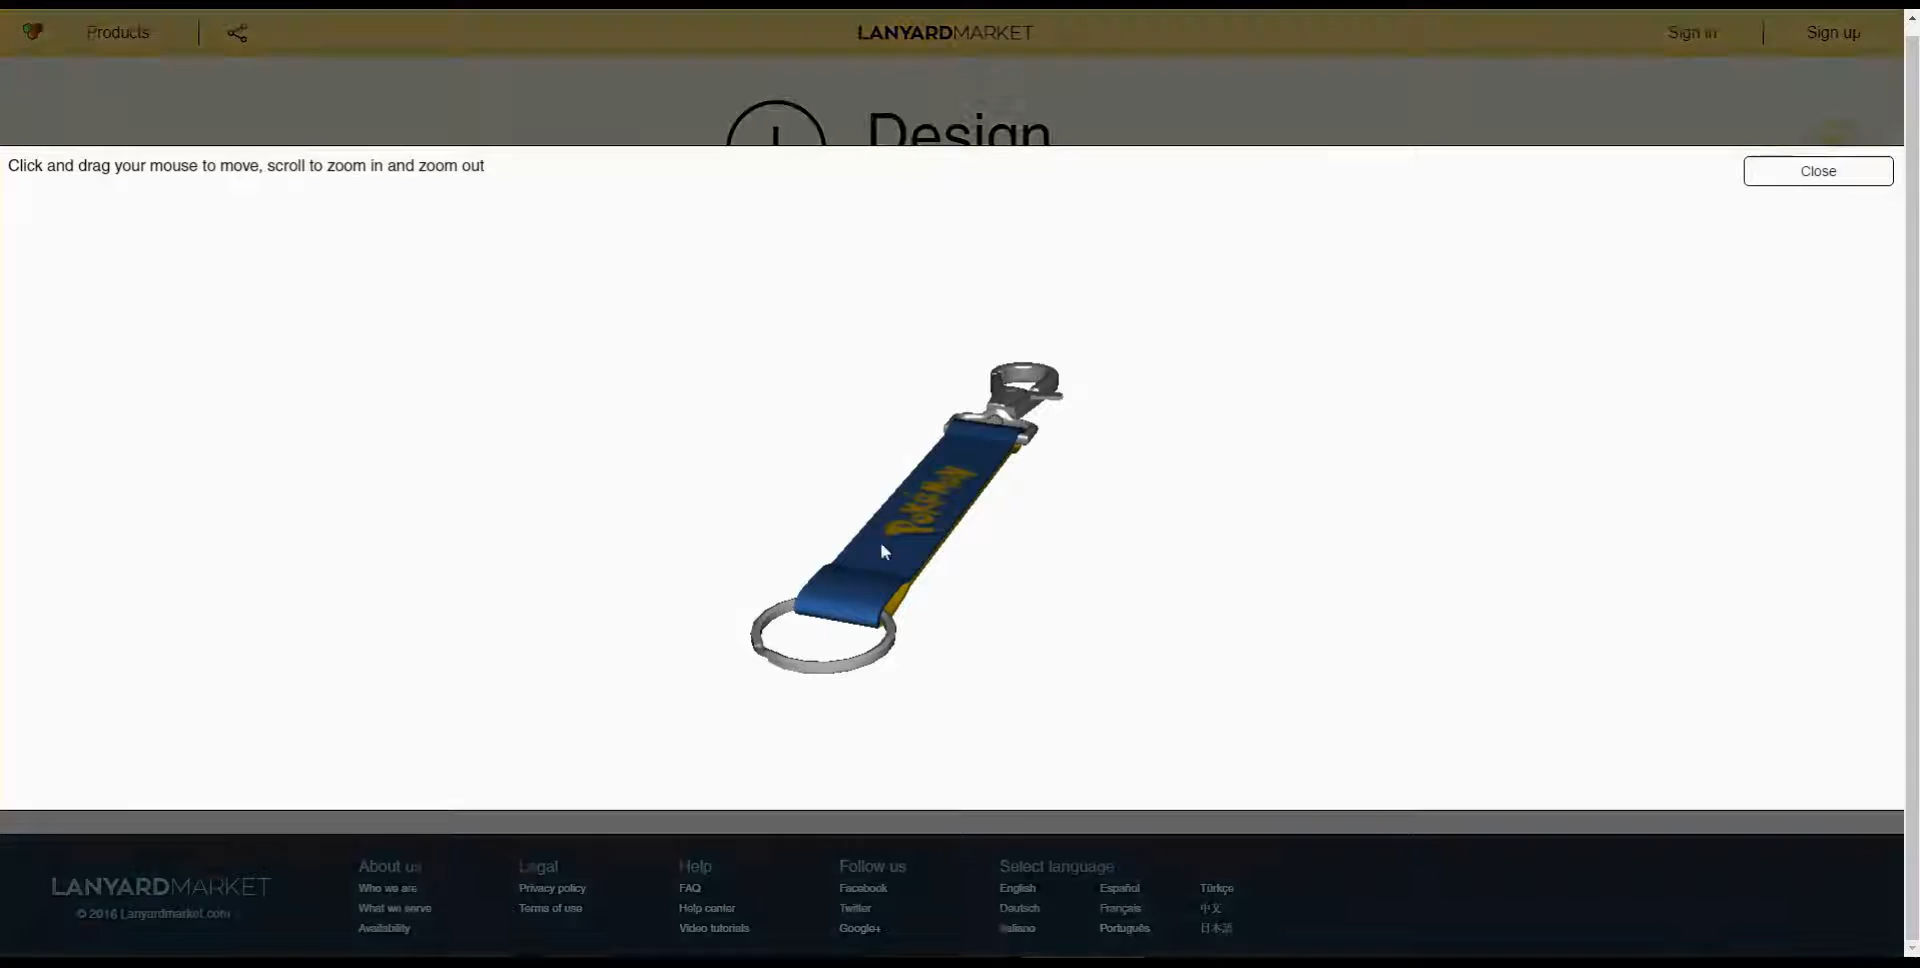 Products
LANYARDMARKET
Sign in
Sign up
Design
Click and drag your mouse to move, scroll to zoom in and zoom out
Close
POKéMON
LANYARDMARKET
© 2016 Lanyardmarket.com
About us
Who we are
What we serve
Availability
Legal
Privacy policy
Terms of use
Help
FAQ
Help center
Video tutorials
Follow us
Facebook
Twitter
Google+
Select language
English
Español
Türkçe
Deutsch
Français
中文
Italiano
Português
日本語